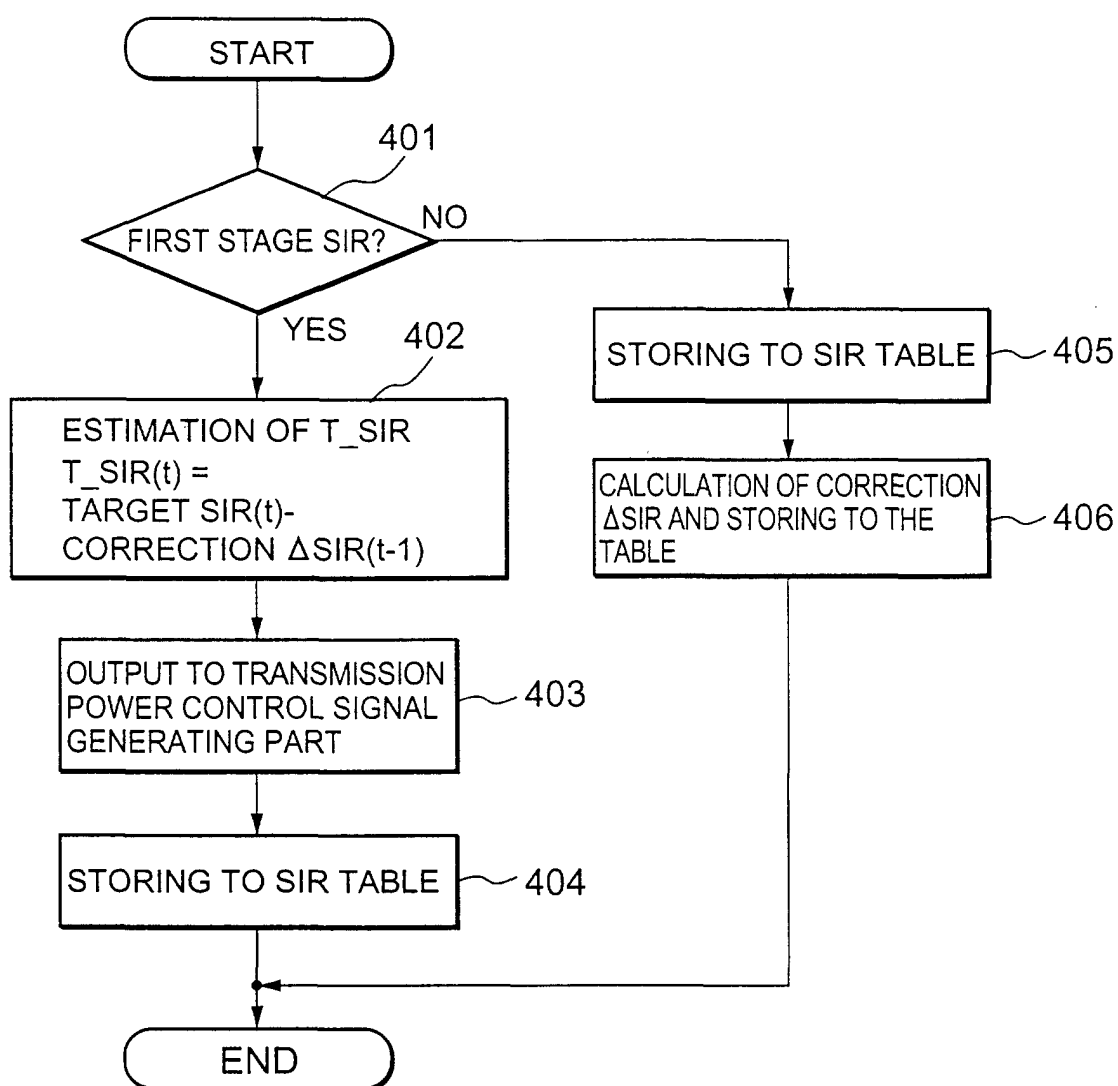 START
401
FIRST STAGE SIR?
NO
YES
402
ESTIMATION OF T_SIR
T_SIR(t) =
TARGET SIR(t)-
CORRECTION ΔSIR(t-1)
403
OUTPUT TO TRANSMISSION
POWER CONTROL SIGNAL
GENERATING PART
STORING TO SIR TABLE
404
STORING TO SIR TABLE
405
CALCULATION OF CORRECTION
ΔSIR AND STORING TO THE
TABLE
406
END